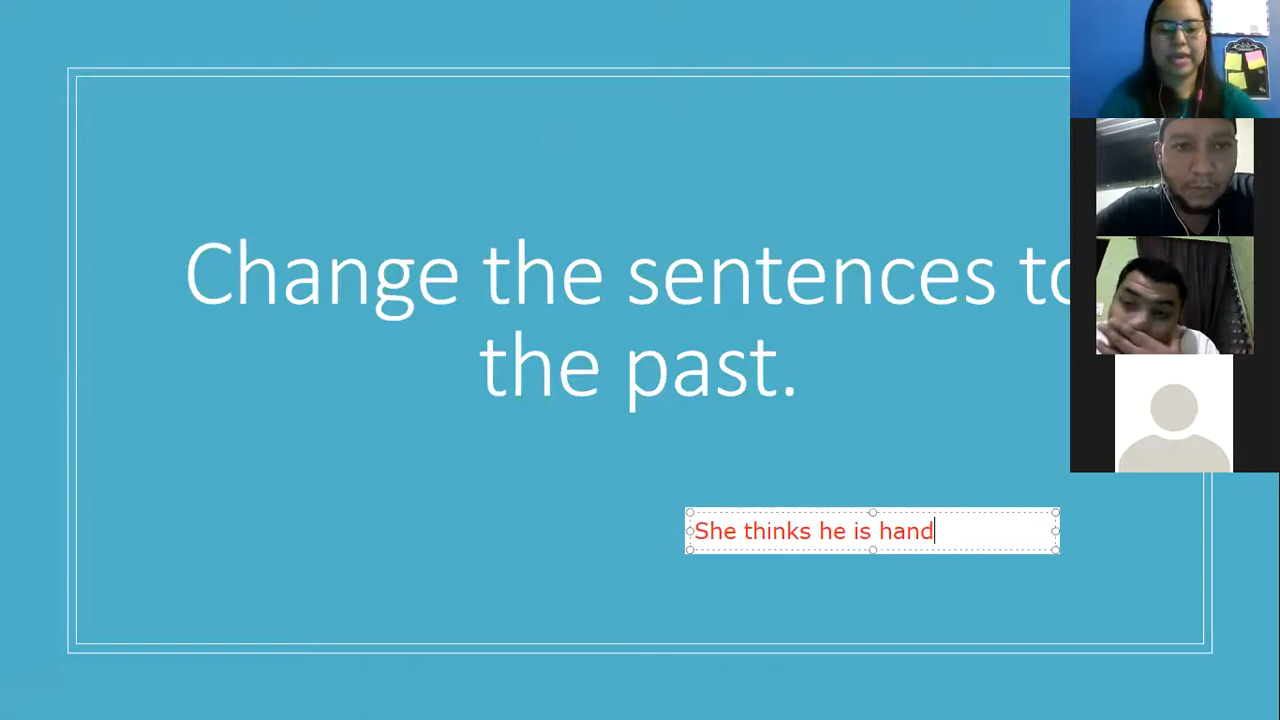 Change the sentences to
the past.
She thinks he is hand